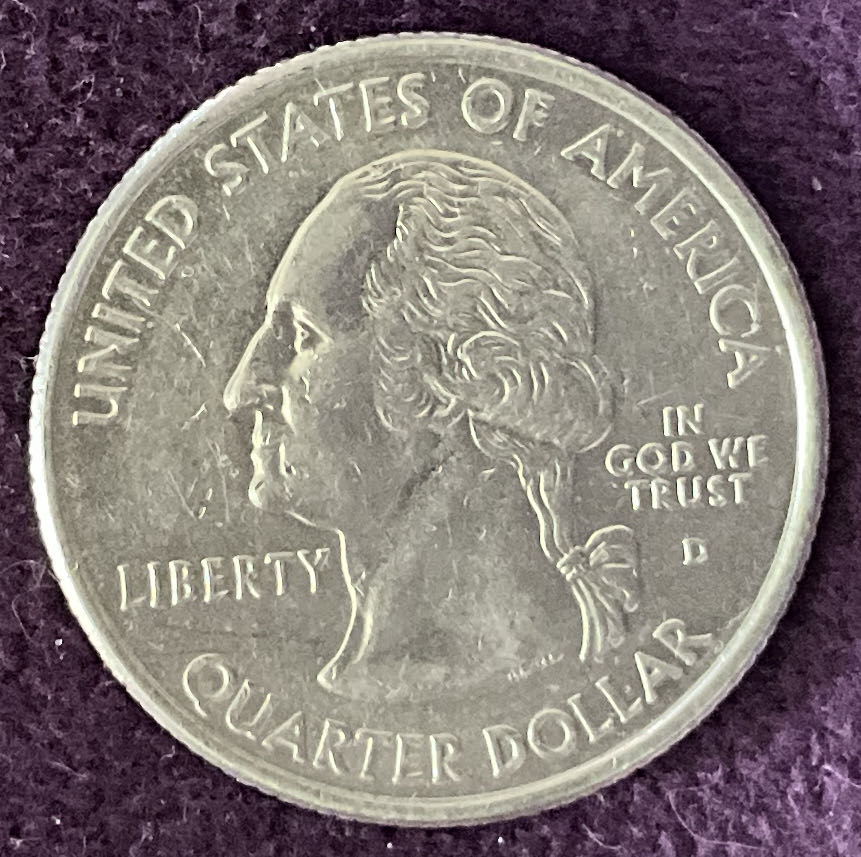 UNITED STATES OF AMERICA
LIBERTY
IN
GOD WE
TRUST
D
QUARTER DOLLAR